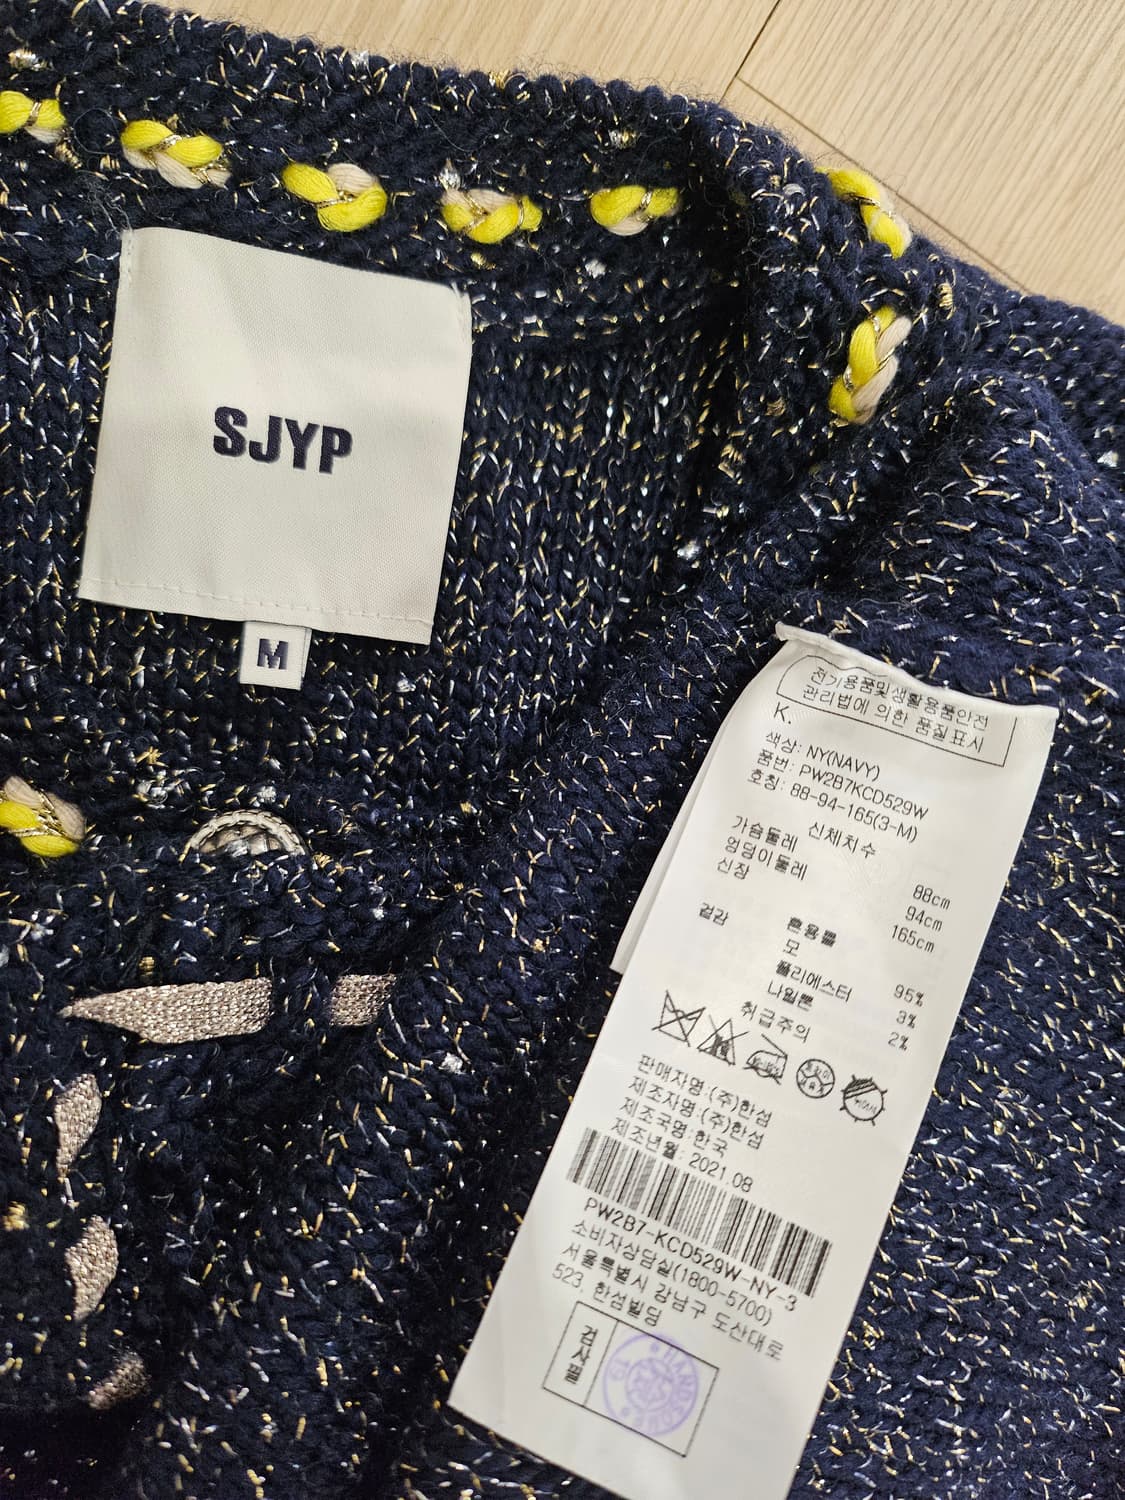 SJYP
M
전기용품및생활용품안전
관리법에 의한 품질표시
K.
색상: NY(NAVY)
품번: PW2B7KCD529W
호칭: 88-94-165(3-M)
신체치수
가슴둘레 88cm
엉덩이둘레 94cm
신장 165cm
겉감 혼용률
모 95%
폴리에스터 3%
나일론 2%
취급주의
판매자명:(주)한섬
제조자명:(주)한섬
제조국명:한국
제조년월: 2021.08
PW2B7-KCD529W-NY-3
소비자상담실(1800-5700)
서울특별시 강남구 도산대로
523, 한섬빌딩
검사필
HANDSOME